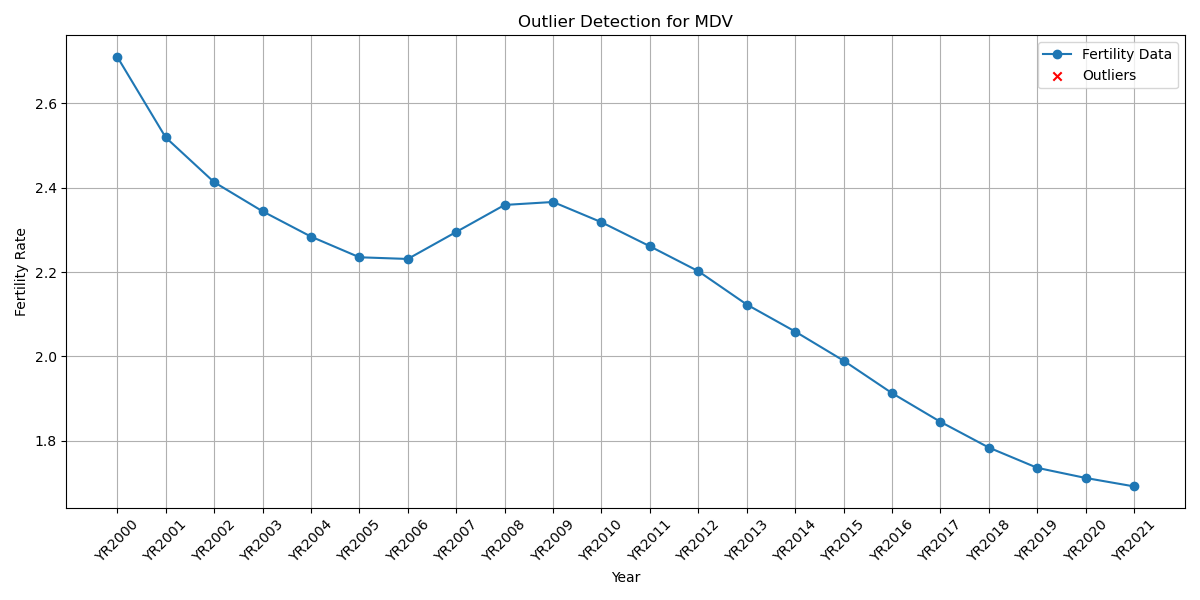 Outlier Detection for MDV
Fertility Data
Outliers
Fertility Rate
2.6
2.4
2.2
2.0
1.8
YR2000
YR2001
YR2002
YR2003
YR2004
YR2005
YR2006
YR2007
YR2008
YR2009
YR2010
YR2011
YR2012
YR2013
YR2014
YR2015
YR2016
YR2017
YR2018
YR2019
YR2020
YR2021
Year